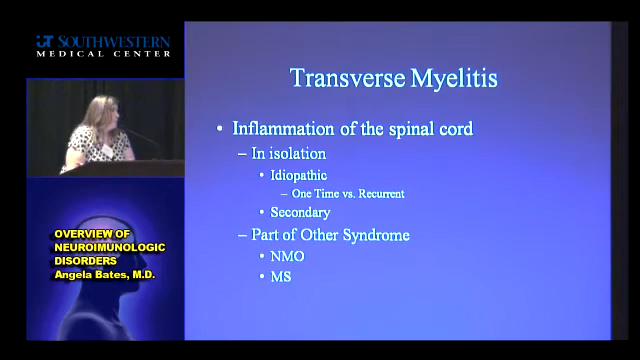 UT SOUTHWESTERN
MEDICAL CENTER
Transverse Myelitis
• Inflammation of the spinal cord
– In isolation
• Idiopathic
– One Time vs. Recurrent
• Secondary
– Part of Other Syndrome
• NMO
• MS
OVERVIEW OF
NEUROIMUNOLOGIC
DISORDERS
Angela Bates, M.D.